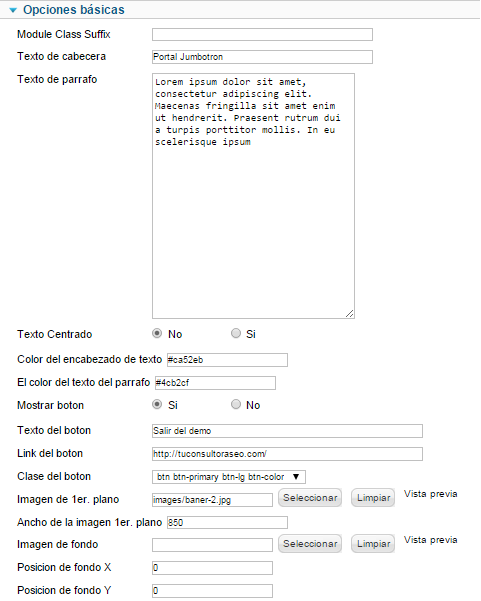 Opciones básicas
Module Class Suffix
Texto de cabecera Portal Jumbotron
Texto de parrafo Lorem ipsum dolor sit amet,
consectetur adipiscing elit.
Maecenas fringilla sit amet enim
ut hendrerit. Praesent rutrum dui
a turpis porttitor mollis. In eu
scelerisque ipsum
Texto Centrado No Si
Color del encabezado de texto #ca52eb
El color del texto del parrafo #4cb2cf
Mostrar boton Si No
Texto del boton Salir del demo
Link del boton http://tuconsultoraseo.com/
Clase del boton btn btn-primary btn-lg btn-color
Imagen de 1er. plano images/baner-2.jpg Seleccionar Limpiar Vista previa
Ancho de la imagen 1er. plano 850
Imagen de fondo Seleccionar Limpiar Vista previa
Posicion de fondo X 0
Posicion de fondo Y 0